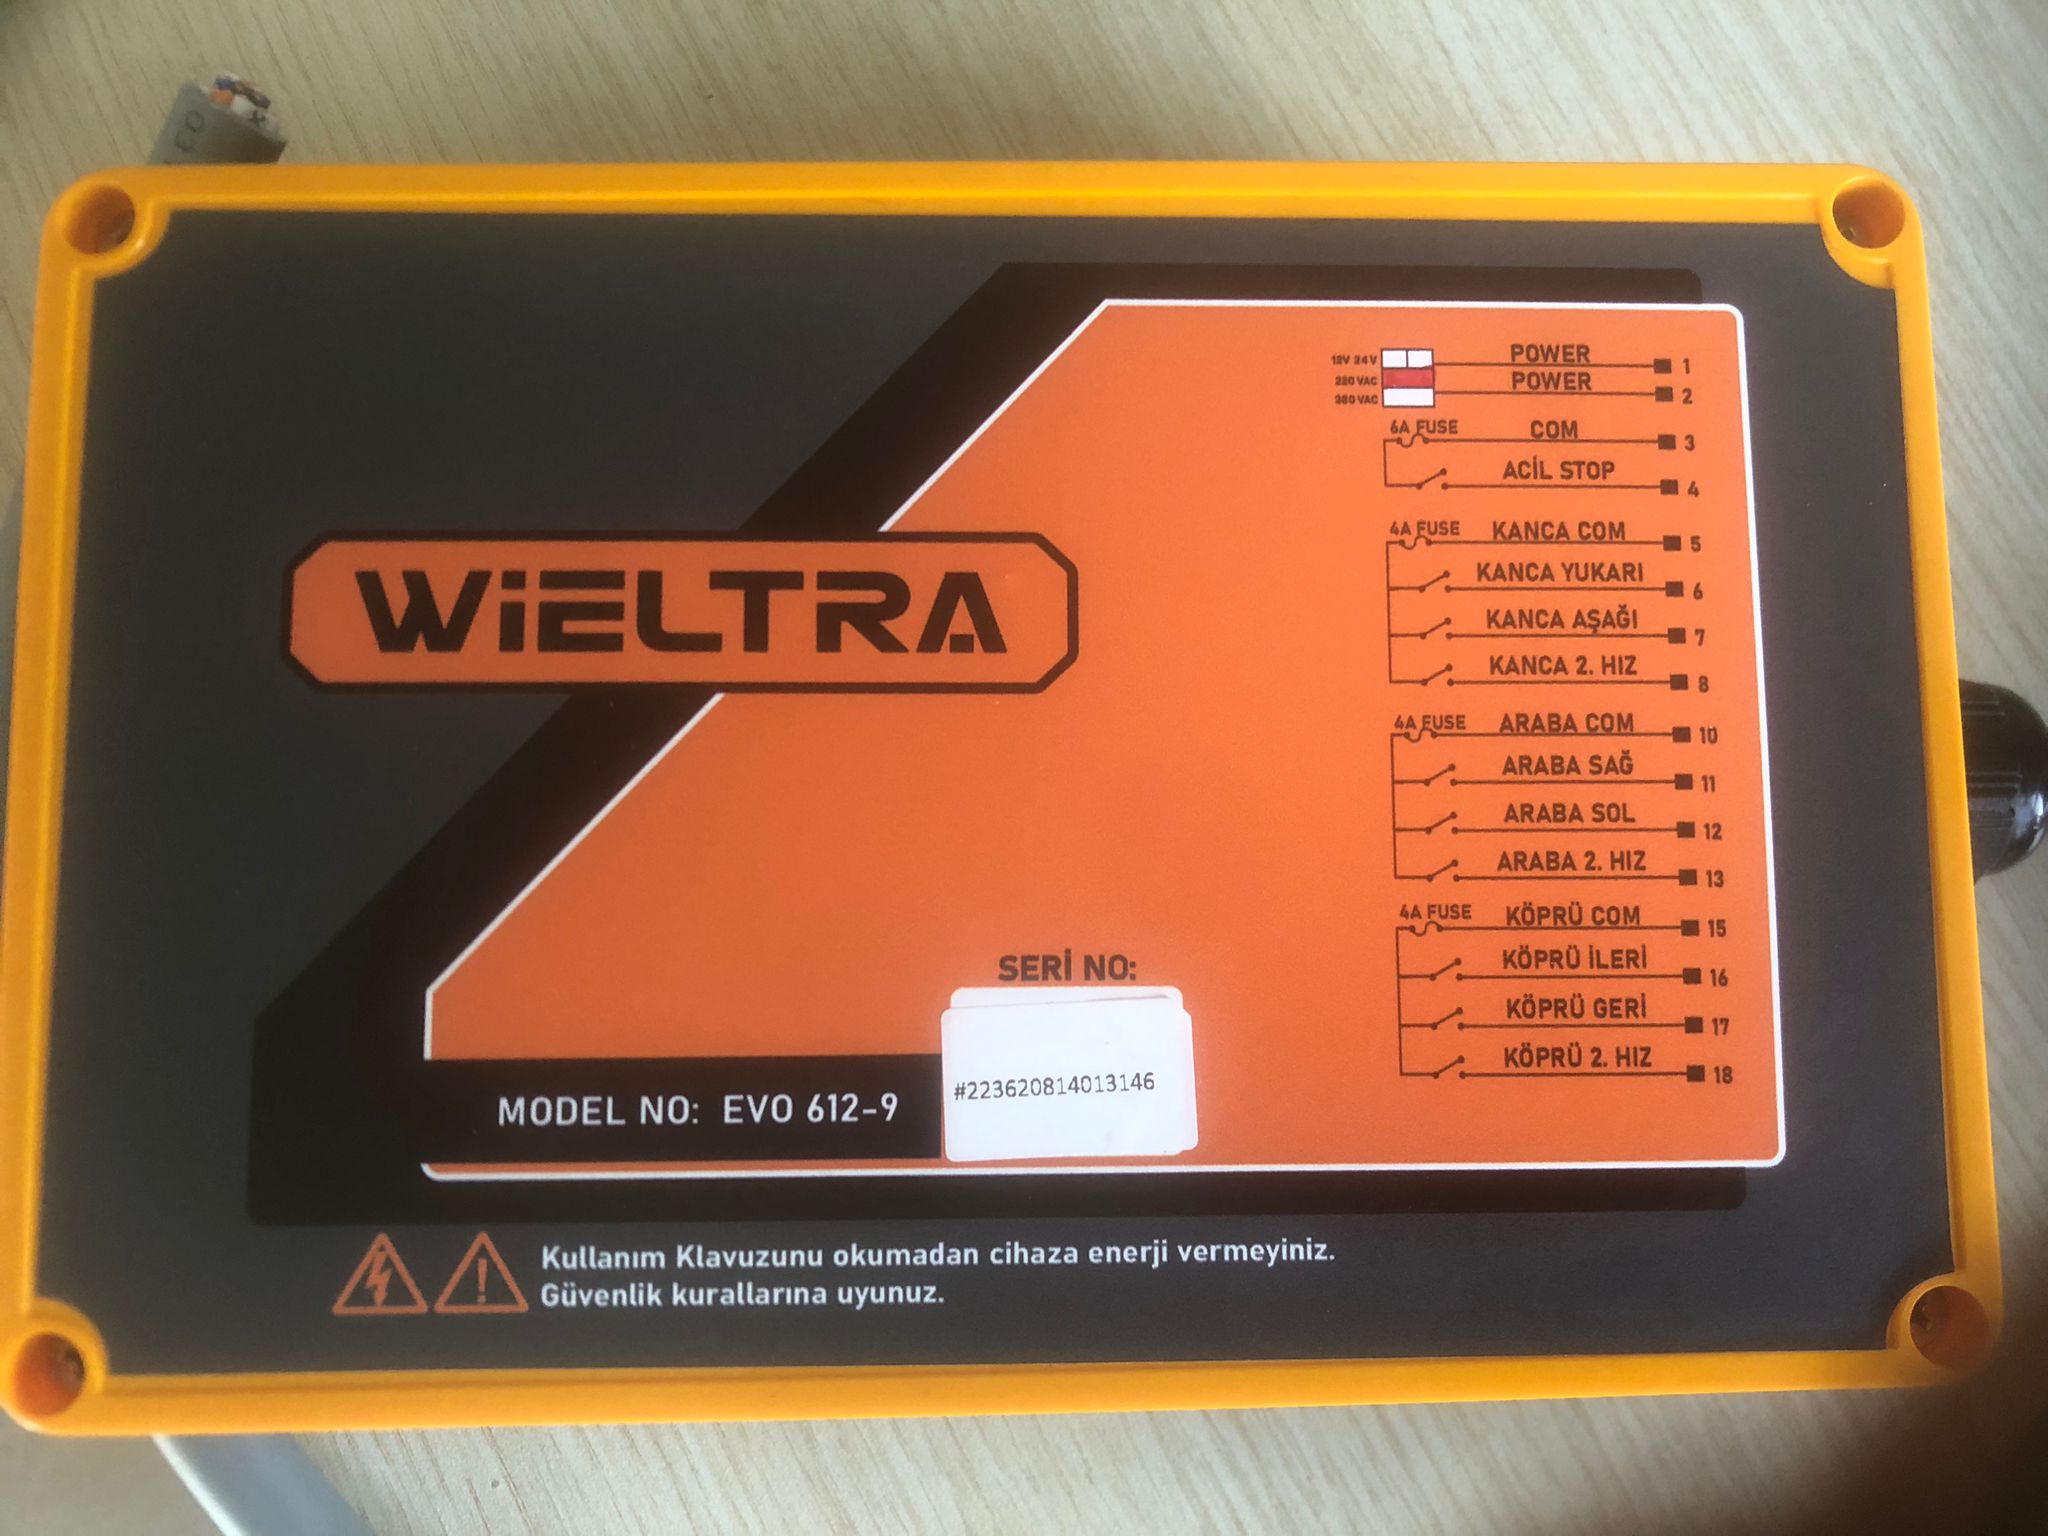 12V 24V
POWER
1
220 VAC
POWER
2
380 VAC
6A FUSE
COM
3
ACİL STOP
4
4A FUSE
KANCA COM
5
KANCA YUKARI
6
KANCA AŞAĞI
7
KANCA 2. HIZ
8
4A FUSE
ARABA COM
10
ARABA SAĞ
11
ARABA SOL
12
ARABA 2. HIZ
13
4A FUSE
KÖPRÜ COM
15
KÖPRÜ İLERİ
16
KÖPRÜ GERİ
17
KÖPRÜ 2. HIZ
18
WiELTRA
SERİ NO:
#223620814013146
MODEL NO: EVO 612-9
Kullanım Klavuzunu okumadan cihaza enerji vermeyiniz.
Güvenlik kurallarına uyunuz.